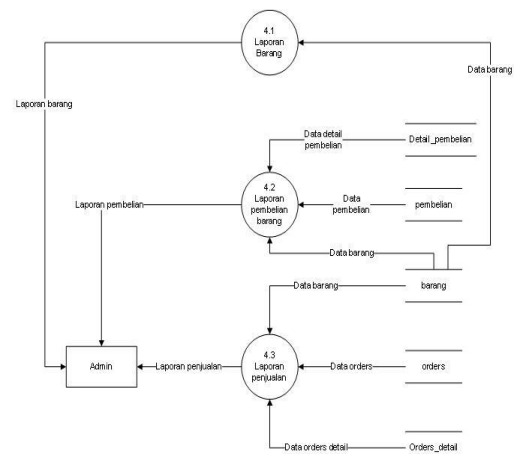 4.1
Laporan
Barang
Data barang
Laporan barang
Data detail
pembelian
Detail_pembelian
4.2
Laporan
pembelian
barang
Laporan pembelian
Data
pembelian
pembelian
Data barang
Data barang
barang
4.3
Laporan
penjualan
Admin
Laporan penjualan
Data orders
orders
Data orders detail
Orders_detail